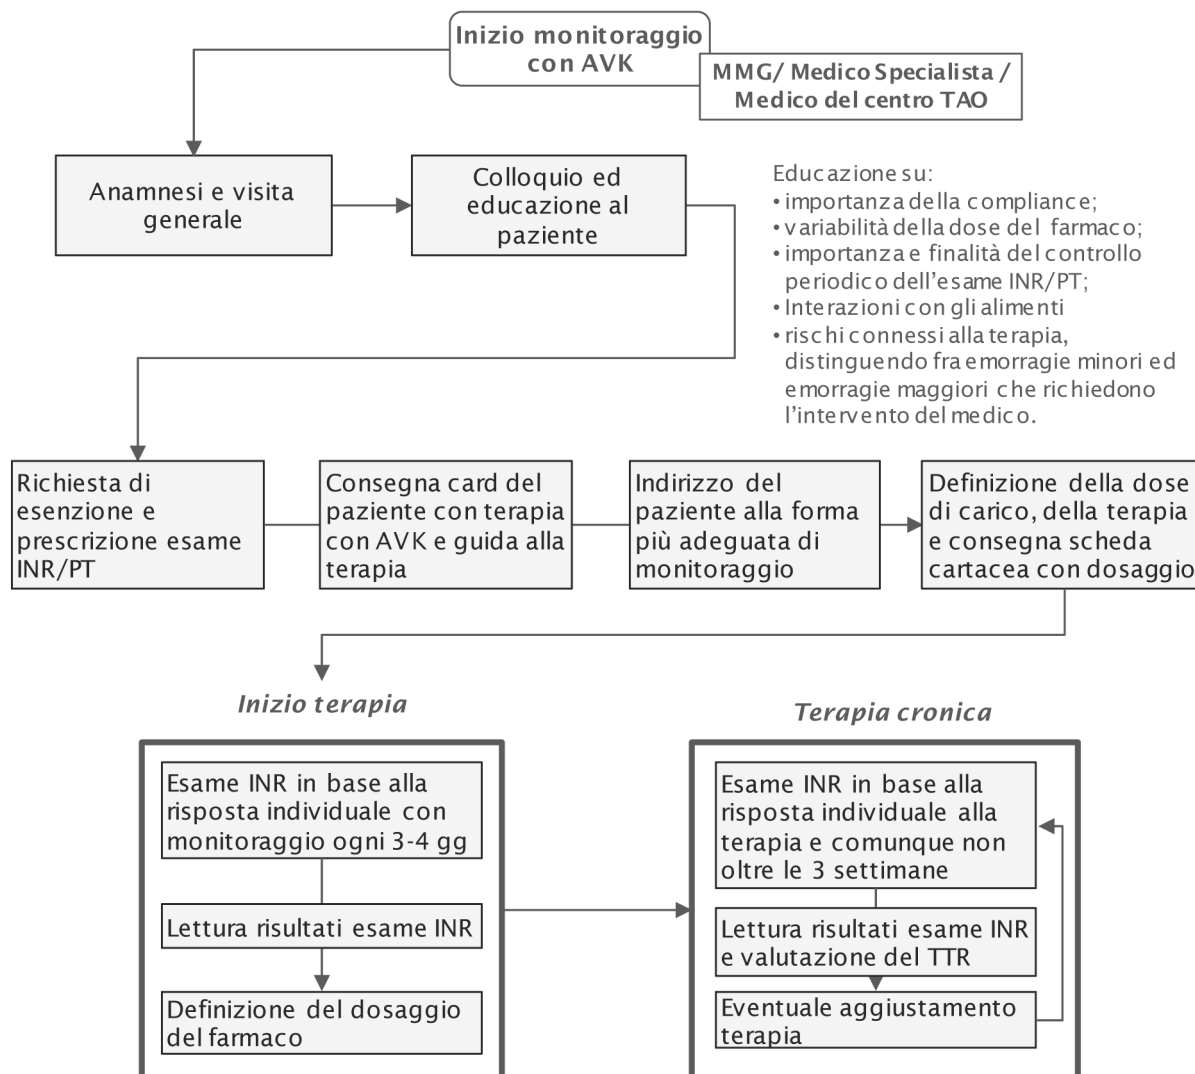 Inizio monitoraggio
con AVK
MMG/ Medico Specialista /
Medico del centro TAO
Anamnesi e visita
generale
Colloquio ed
educazione al
paziente
Educazione su:
• importanza della compliance;
• variabilità della dose del farmaco;
• importanza e finalità del controllo
periodico dell'esame INR/PT;
• Interazioni con gli alimenti
• rischi connessi alla terapia,
distinguendo fra emorragie minori ed
emorragie maggiori che richiedono
l'intervento del medico.
Richiesta di
esenzione e
prescrizione esame
INR/PT
Consegna card del
paziente con terapia
con AVK e guida alla
terapia
Indirizzo del
paziente alla forma
più adeguata di
monitoraggio
Definizione della dose
di carico, della terapia
e consegna scheda
cartacea con dosaggio
Inizio terapia
Esame INR in base alla
risposta individuale con
monitoraggio ogni 3-4 gg
Lettura risultati esame INR
Definizione del dosaggio
del farmaco
Terapia cronica
Esame INR in base alla
risposta individuale alla
terapia e comunque non
oltre le 3 settimane
Lettura risultati esame INR
e valutazione del TTR
Eventuale aggiustamento
terapia